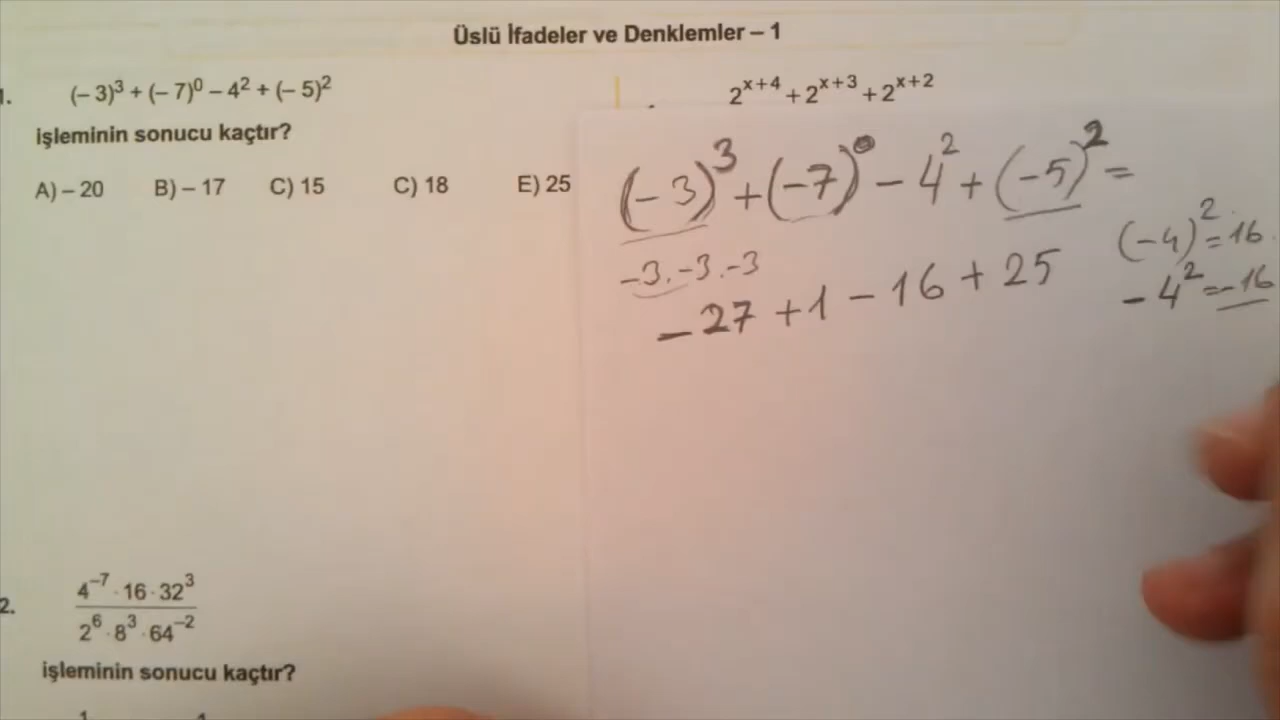 Üslü İfadeler ve Denklemler – 1
1. (– 3)³ + (– 7)⁰ – 4² + (– 5)²
işleminin sonucu kaçtır?
A) – 20 B) – 17 C) 15 C) 18 E) 25
2^x+4 + 2^x+3 + 2^x+2
(-3)³ + (-7)⁰ - 4² + (-5)² =
-3.-3.-3
(-4)² = 16
-27 + 1 - 16 + 25
-4² = -16
2. 4⁻⁷ · 16 · 32³
2⁶ · 8³ · 64⁻²
işleminin sonucu kaçtır?